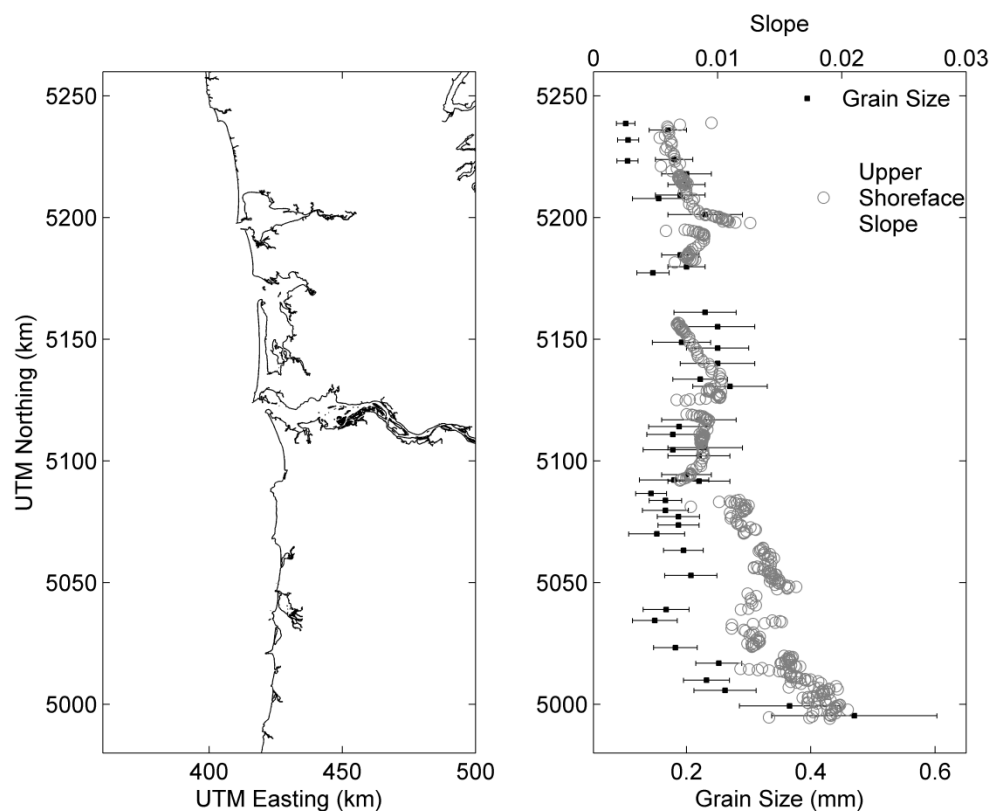 Slope
0 0.01 0.02 0.03
5250
5200
5150
5100
5050
5000
UTM Northing (km)
400 450 500
UTM Easting (km)
5250
5200
5150
5100
5050
5000
Grain Size
Upper
Shoreface
Slope
0.2 0.4 0.6
Grain Size (mm)